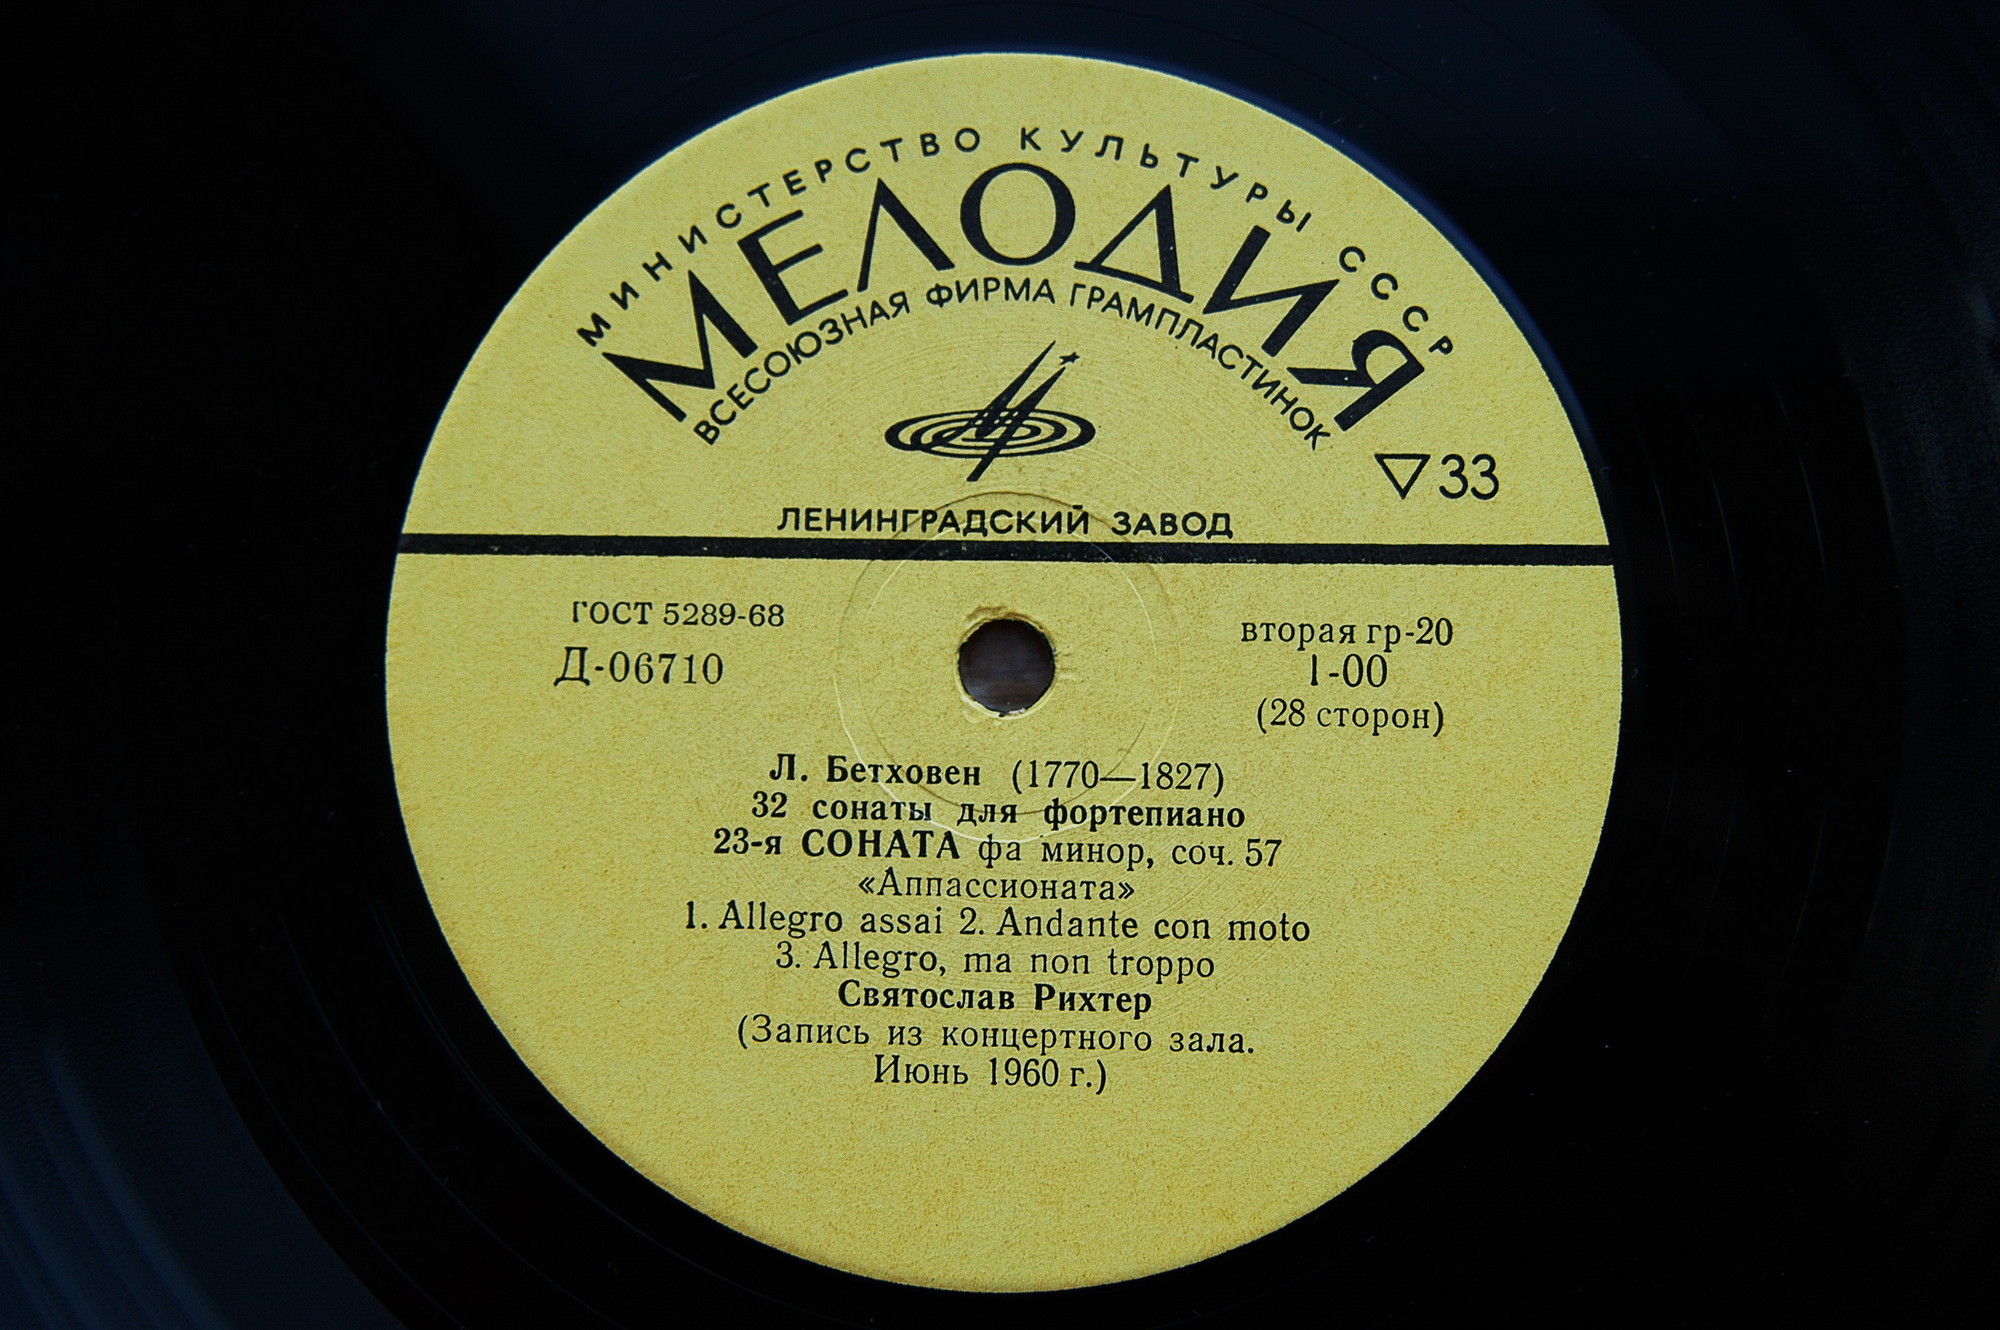 МИНИСТЕРСТВО КУЛЬТУРЫ СССР
МЕЛОДИЯ
ВСЕСОЮЗНАЯ ФИРМА ГРАМПЛАСТИНОК
▽33
ЛЕНИНГРАДСКИЙ ЗАВОД
ГОСТ 5289-68
Д-06710
вторая гр-20
1-00
(28 сторон)
Л. Бетховен (1770—1827)
32 сонаты для фортепиано
23-я СОНАТА фа минор, соч. 57
«Аппассионата»
1. Allegro assai 2. Andante con moto
3. Allegro, ma non troppo
Святослав Рихтер
(Запись из концертного зала.
Июнь 1960 г.)